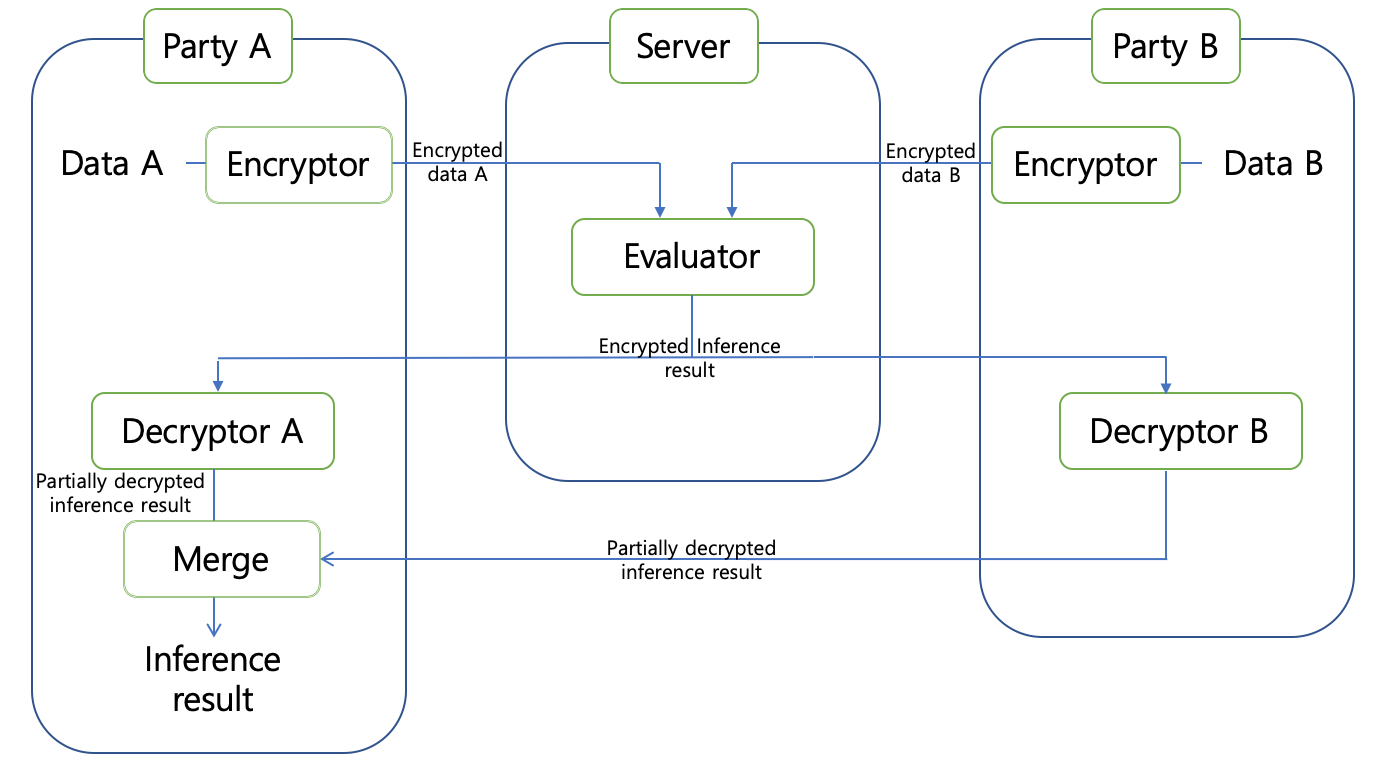 Party A
Server
Party B
Data A
Encryptor
Encrypted
data A
Encrypted
data B
Encryptor
Data B
Evaluator
Encrypted Inference
result
Decryptor A
Decryptor B
Partially decrypted
inference result
Merge
Partially decrypted
inference result
Inference
result